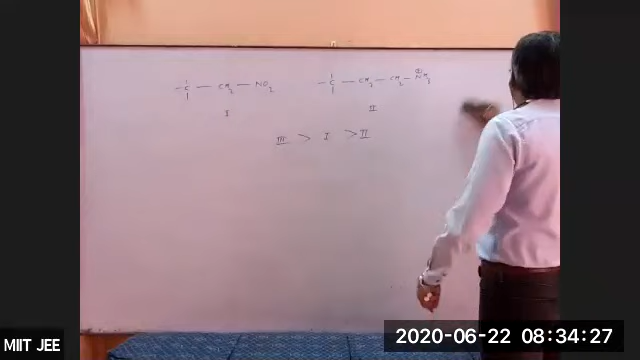 - C - CH2 - NO2
- C - CH2 - CH2 - NH3 ⊕
I
II
III > I > II
MIIT JEE
2020-06-22 08:34:27